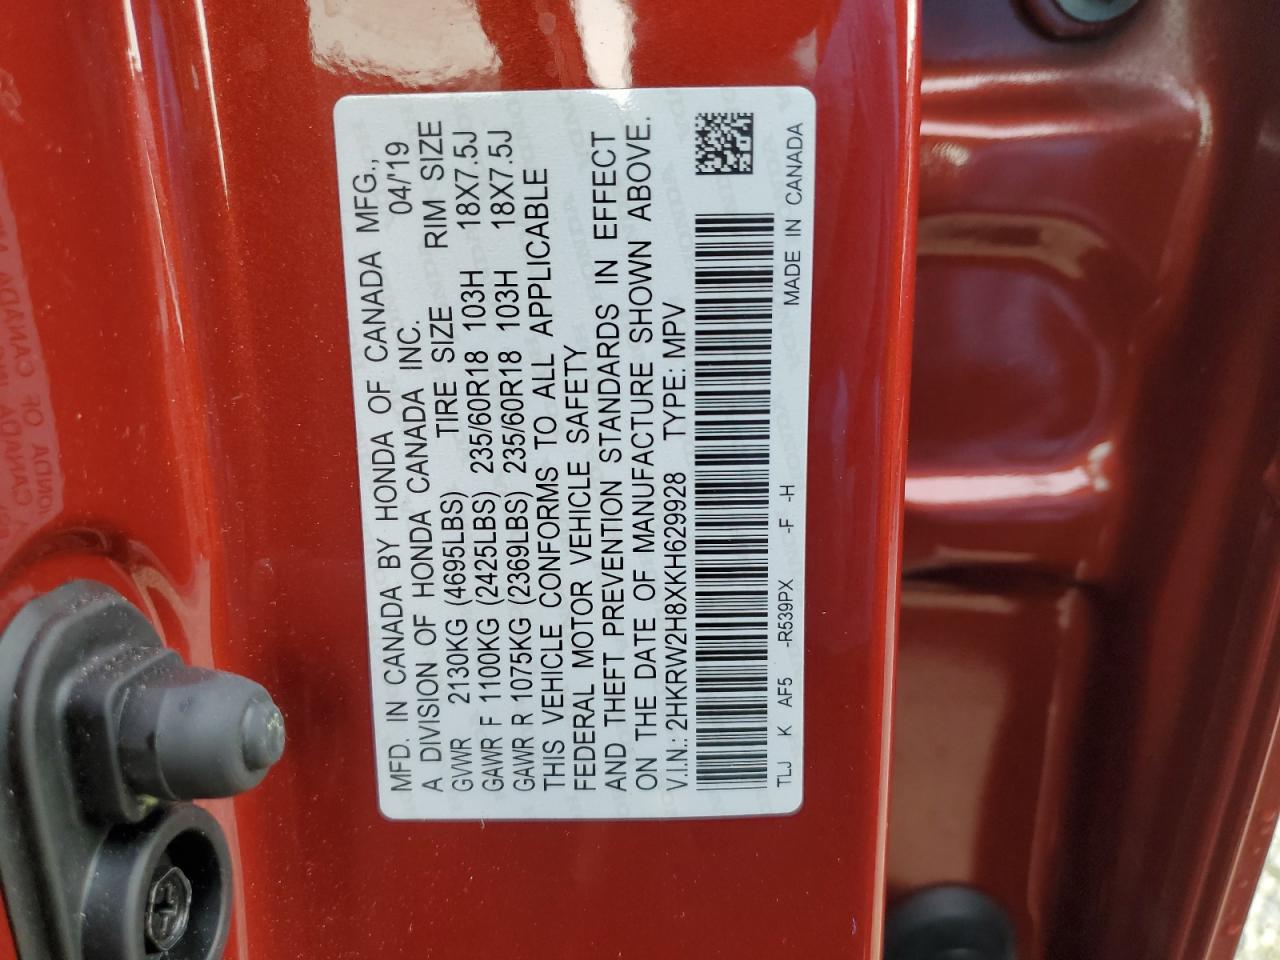 MFD. IN CANADA BY HONDA OF CANADA MFG.,
A DIVISION OF HONDA CANADA INC. 04/'19
GVWR 2130KG (4695LBS) TIRE SIZE RIM SIZE
GAWR F 1100KG (2425LBS) 235/60R18 103H 18X7.5J
GAWR R 1075KG (2369LBS) 235/60R18 103H 18X7.5J
THIS VEHICLE CONFORMS TO ALL APPLICABLE
FEDERAL MOTOR VEHICLE SAFETY
AND THEFT PREVENTION STANDARDS IN EFFECT
ON THE DATE OF MANUFACTURE SHOWN ABOVE.
V.I.N.: 2HKRW2H8XKH629928 TYPE: MPV
TLJ K AF5 -R539PX -F -H MADE IN CANADA